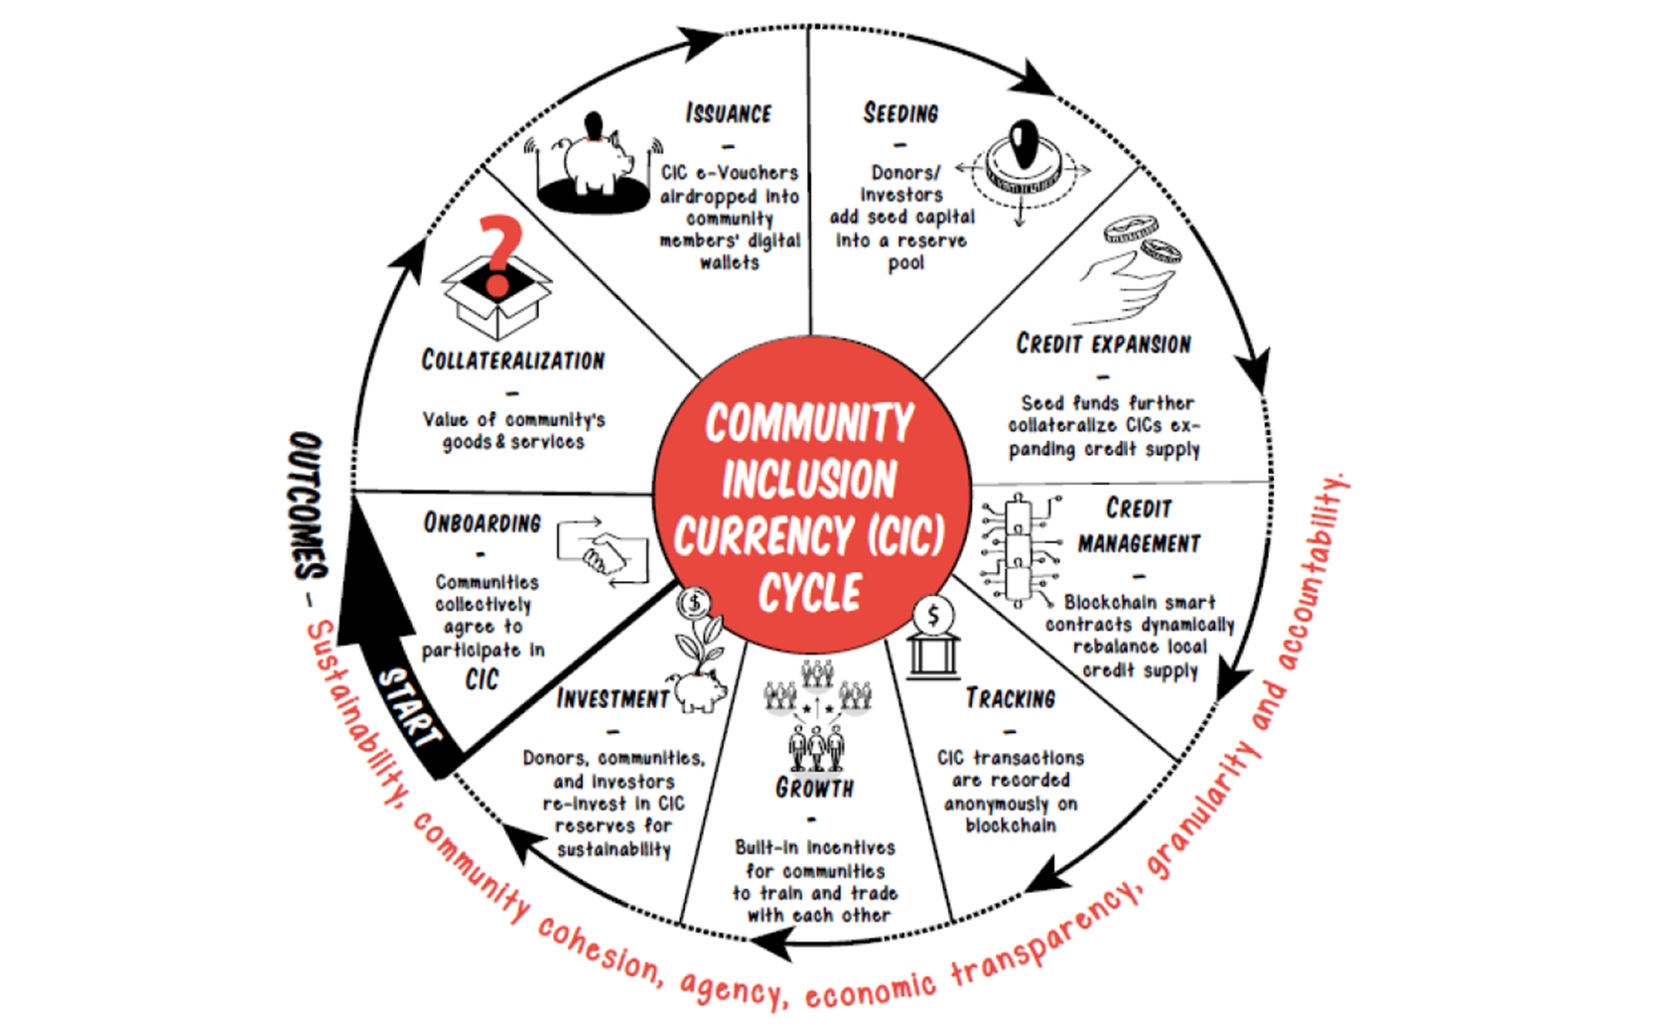 COMMUNITY
INCLUSION
CURRENCY (CIC)
CYCLE
START
ONBOARDING
-
Communities
collectively
agree to
participate in
CIC
COLLATERALIZATION
-
Value of community's
goods & services
?
ISSUANCE
-
CIC e-Vouchers
airdropped into
community
members' digital
wallets
SEEDING
-
Donors/
investors
add seed capital
into a reserve
pool
CREDIT EXPANSION
-
Seed funds further
collateralize CICs ex-
panding credit supply
CREDIT
MANAGEMENT
-
Blockchain smart
contracts dynamically
rebalance local
credit supply
$
TRACKING
-
CIC transactions
are recorded
anonymously on
blockchain
GROWTH
-
Built-in incentives
for communities
to train and trade
with each other
$
INVESTMENT
-
Donors, communities,
and investors
re-invest in CIC
reserves for
sustainability
OUTCOMES - Sustainability, community cohesion, agency, economic transparency, granularity and accountability.